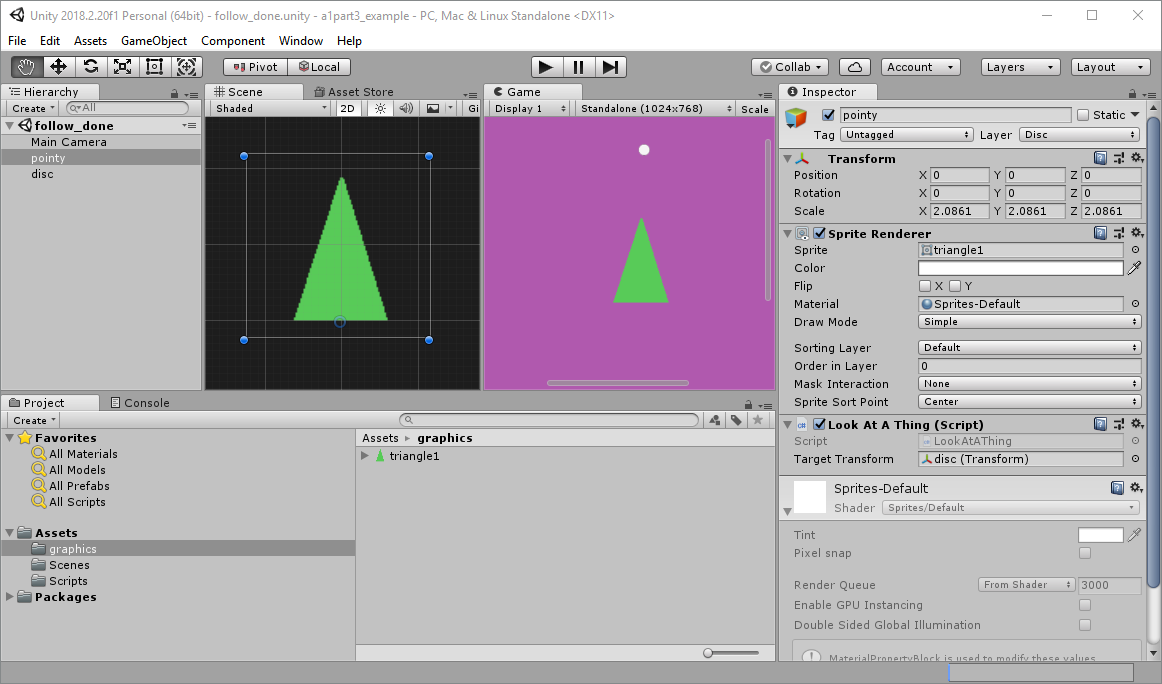 Unity 2018.2.20f1 Personal (64bit) - follow_done.unity - a1part3_example - PC, Mac & Linux Standalone <DX11>
File Edit Assets GameObject Component Window Help
Pivot Local Collab Account Layers Layout
Hierarchy
Create All
follow_done
Main Camera
pointy
disc
Scene Asset Store
Shaded 2D Gi
Game
Display 1 Standalone (1024x768) Scale
Inspector
pointy Static
Tag Untagged Layer Disc
Transform
Position X 0 Y 0 Z 0
Rotation X 0 Y 0 Z 0
Scale X 2.0861 Y 2.0861 Z 2.0861
Sprite Renderer
Sprite triangle1
Color
Flip X Y
Material Sprites-Default
Draw Mode Simple
Sorting Layer Default
Order in Layer 0
Mask Interaction None
Sprite Sort Point Center
Look At A Thing (Script)
Script LookAtAThing
Target Transform disc (Transform)
Sprites-Default
Shader Sprites/Default
Tint
Pixel snap
Render Queue From Shader 3000
Enable GPU Instancing
Double Sided Global Illumination
MaterialPropertyBlock is used to modify these values
Project Console
Create
Favorites
All Materials
All Models
All Prefabs
All Scripts
Assets
graphics
Scenes
Scripts
Packages
Assets ▸ graphics
triangle1